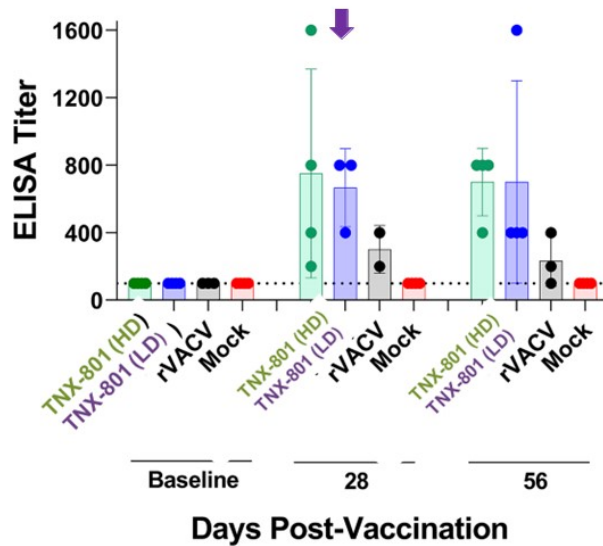 ELISA Titer
1600
1200
800
400
0
TNX-801 (HD)
TNX-801 (LD) )
rVACV
Mock
TNX-801 (HD)
TNX-801 (LD)
rVACV
Mock
TNX-801 (HD)
TNX-801 (LD)
rVACV
Mock
Baseline
28
56
Days Post-Vaccination